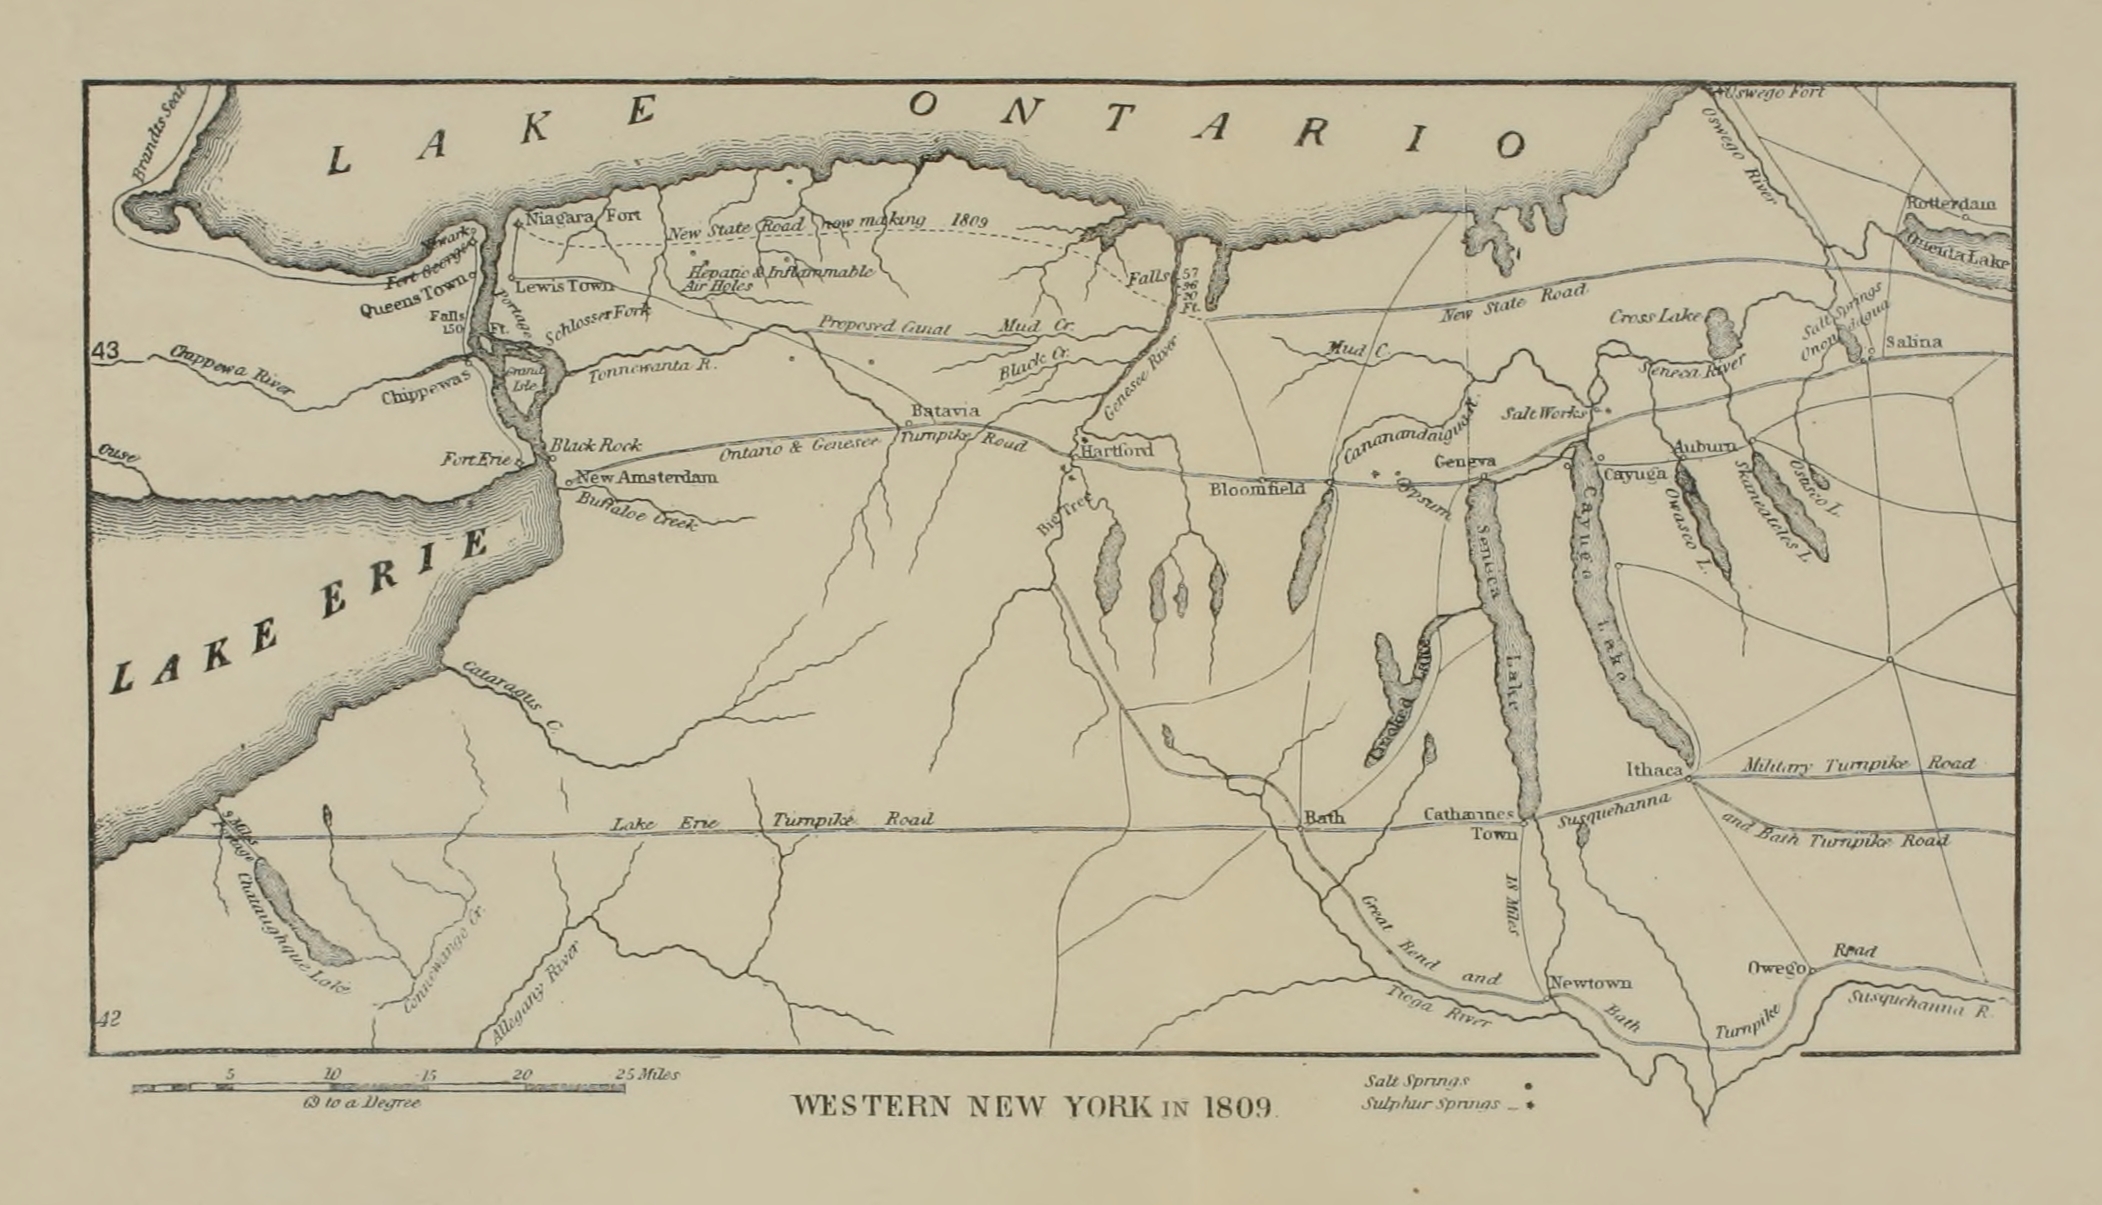 LAKE ONTARIO
Brandts Seat
Oswego Fort
Oswego River
Rotterdam
Oneida Lake
Niagara Fort
New State Road now making 1809
Newark
Fort George
Queens Town
Lewis Town
Hepatic & Inflammable
Air Holes
Portage
Schlosser Fork
Falls
150
Ft.
Falls
57
96
20
Ft.
New State Road
Cross Lake
Salt Springs
Onondagua
Salina
Proposed Canal
Mud Cr.
Black Cr.
Genesee River
Mud C.
Seneca River
43
Chippewa River
Chippewas
Grand
Isle
Tonnewanta R.
Batavia
Ontario & Genesee Turnpike Road
Hartford
Canandaigua R.
Salt Works
Geneva
Cayuga
Auburn
Ouse
Fort Erie
Black Rock
New Amsterdam
Buffaloe Creek
Big Tree
Bloomfield
Gypsum
Owasco L.
Skaneateles L.
Otisco L.
LAKE ERIE
LAKE ERIE
Seneca Lake
Cayuga Lake
Crooked Lake
Cataragus C.
Ithaca
Military Turnpike Road
Susquehanna and Bath Turnpike Road
9 Miles
Portage
Lake Erie Turnpike Road
Bath
Catharines
Town
18 Miles
Chataughque Lake
Connewango Cr.
Allegany River
Great Bend and Bath Turnpike Road
Tioga River
Newtown
Owego
Susquehanna R.
42
5 10 15 20 25 Miles
69 to a Degree
WESTERN NEW YORK IN 1809.
Salt Springs
Sulphur Springs